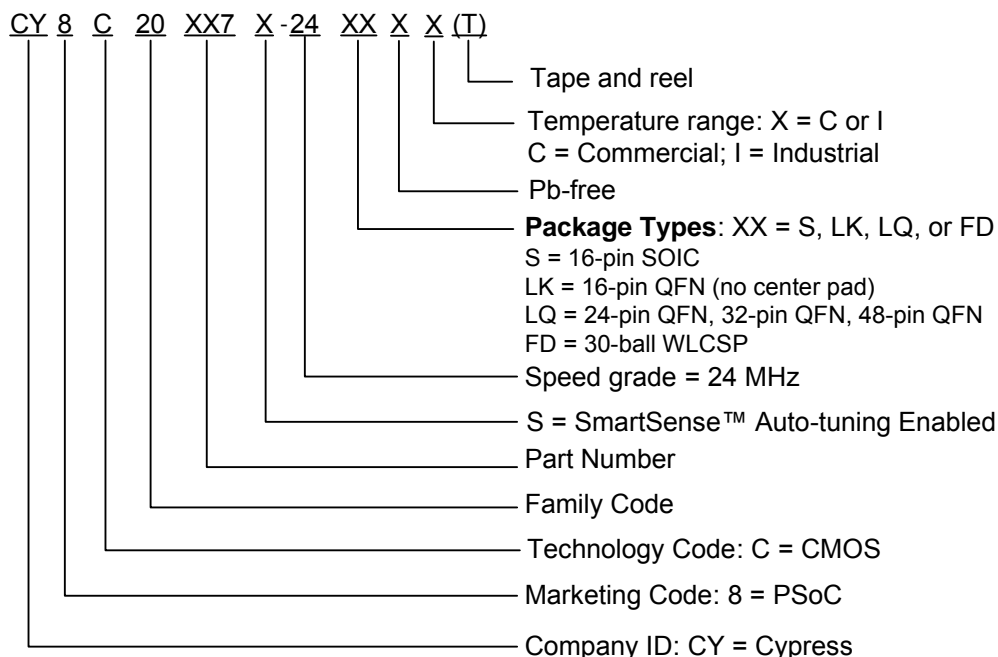 CY 8 C 20 XX7 X -24 XX X X (T)
Tape and reel
Temperature range: X = C or I
C = Commercial; I = Industrial
Pb-free
Package Types: XX = S, LK, LQ, or FD
S = 16-pin SOIC
LK = 16-pin QFN (no center pad)
LQ = 24-pin QFN, 32-pin QFN, 48-pin QFN
FD = 30-ball WLCSP
Speed grade = 24 MHz
S = SmartSense™ Auto-tuning Enabled
Part Number
Family Code
Technology Code: C = CMOS
Marketing Code: 8 = PSoC
Company ID: CY = Cypress